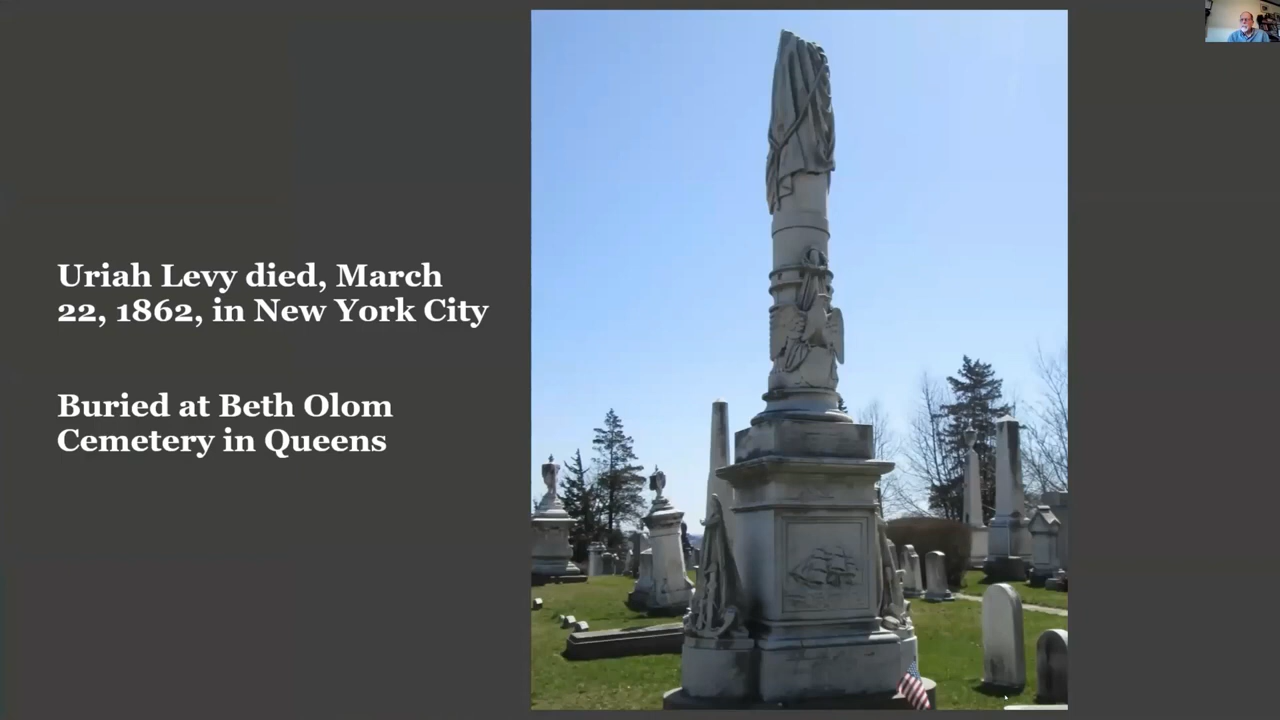 Uriah Levy died, March
22, 1862, in New York City
Buried at Beth Olom
Cemetery in Queens